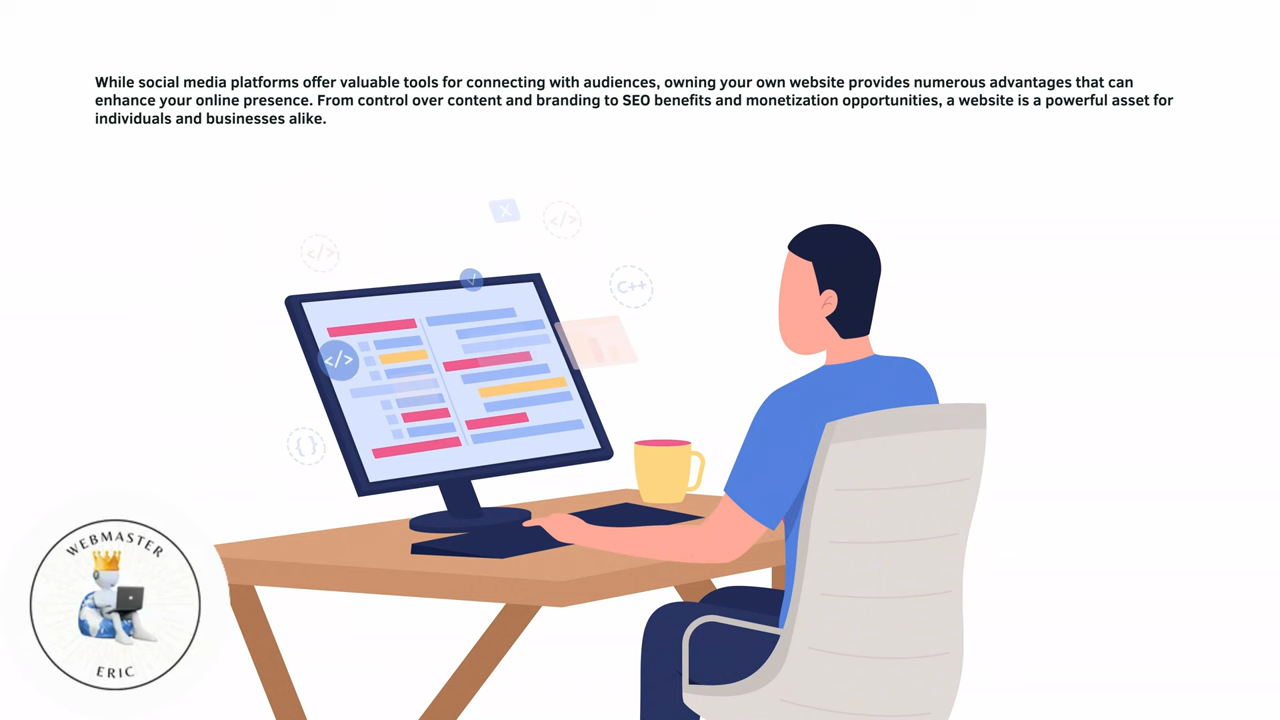 While social media platforms offer valuable tools for connecting with audiences, owning your own website provides numerous advantages that can
enhance your online presence. From control over content and branding to SEO benefits and monetization opportunities, a website is a powerful asset for
individuals and businesses alike.
X
</>
</>
C++
</>
{ }
WEBMASTER
ERIC